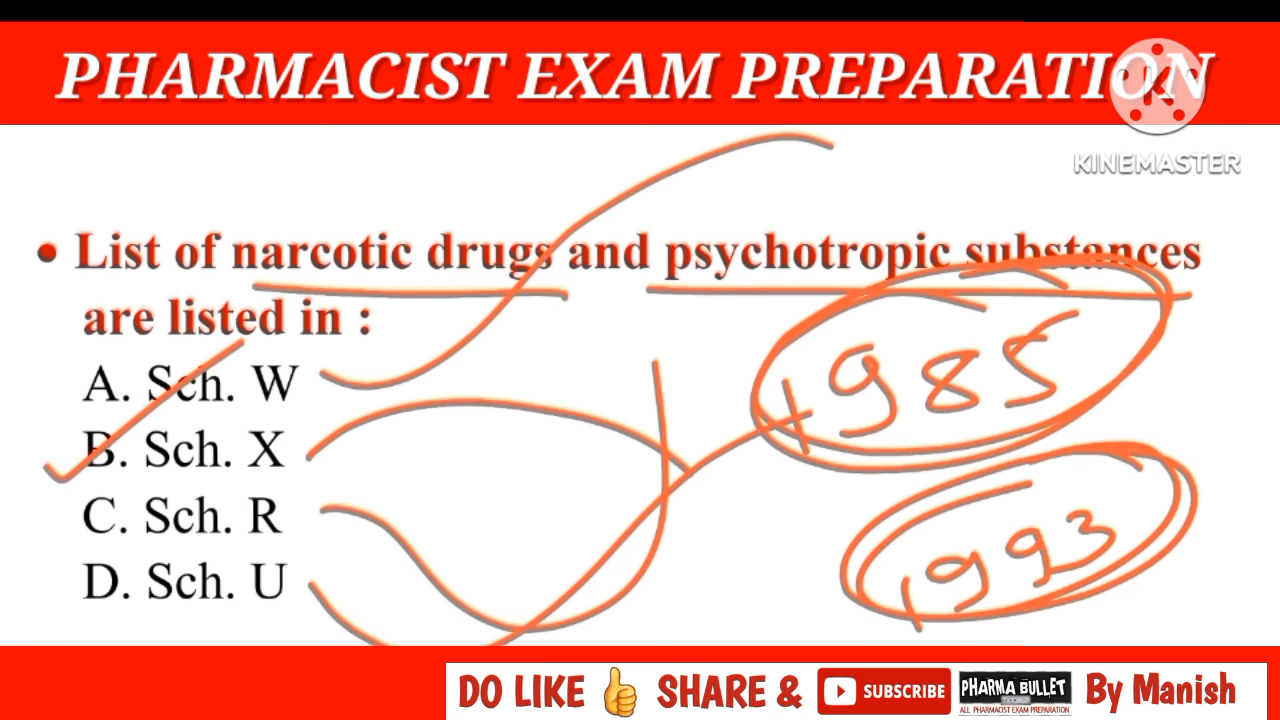 PHARMACIST EXAM PREPARATION
KINEMASTER
• List of narcotic drugs and psychotropic substances
are listed in :
A. Sch. W
B. Sch. X
C. Sch. R
D. Sch. U
1985
1993
DO LIKE 👍 SHARE & SUBSCRIBE PHARMA BULLET By Manish
ALL PHARMACIST EXAM PREPARATION